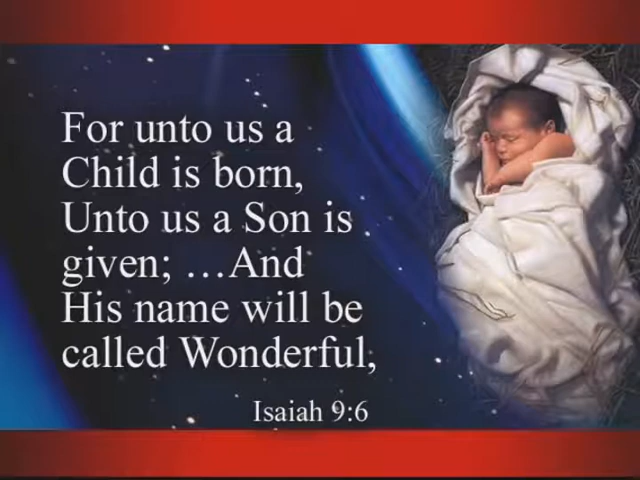 For unto us a
Child is born,
Unto us a Son is
given; …And
His name will be
called Wonderful,
Isaiah 9:6